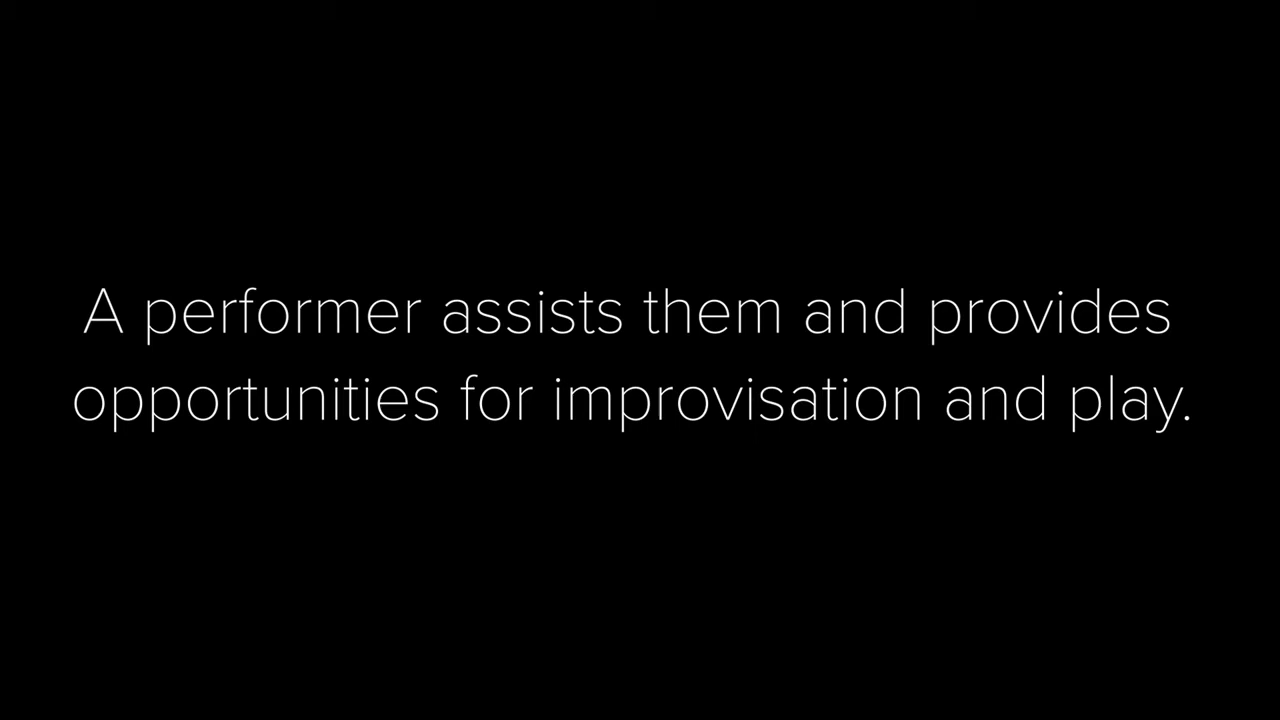 A performer assists them and provides
opportunities for improvisation and play.